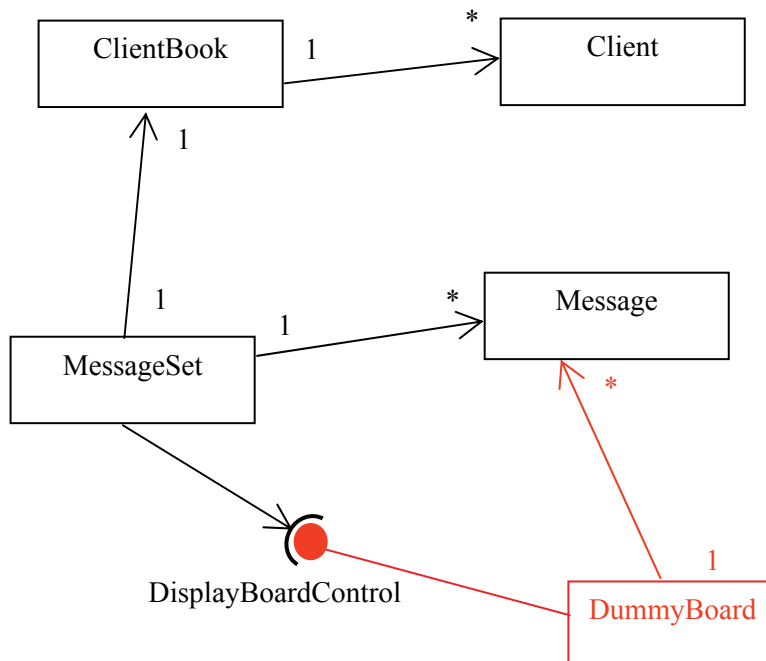 ClientBook
1
*
Client
1
1
MessageSet
1
*
Message
*
DisplayBoardControl
1
DummyBoard